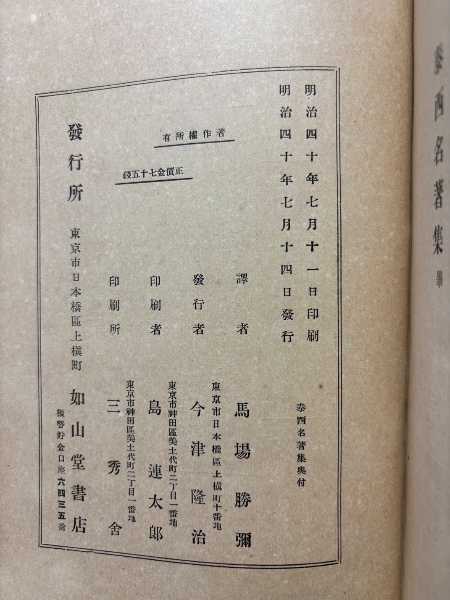 泰西名著集 畢
明治四十年七月十一日印刷
明治四十年七月十四日發行
泰西名著集奥付
著作權所有
正價金七十五錢
譯者 馬場勝彌
東京市日本橋區上槇町十番地
發行者 今津隆治
東京市神田區美土代町二丁目一番地
印刷者 島連太郎
東京市神田區美土代町二丁目一番地
印刷所 三秀舍
發行所 東京市日本橋區上槇町 如山堂書店
振替貯金口座六四三五番